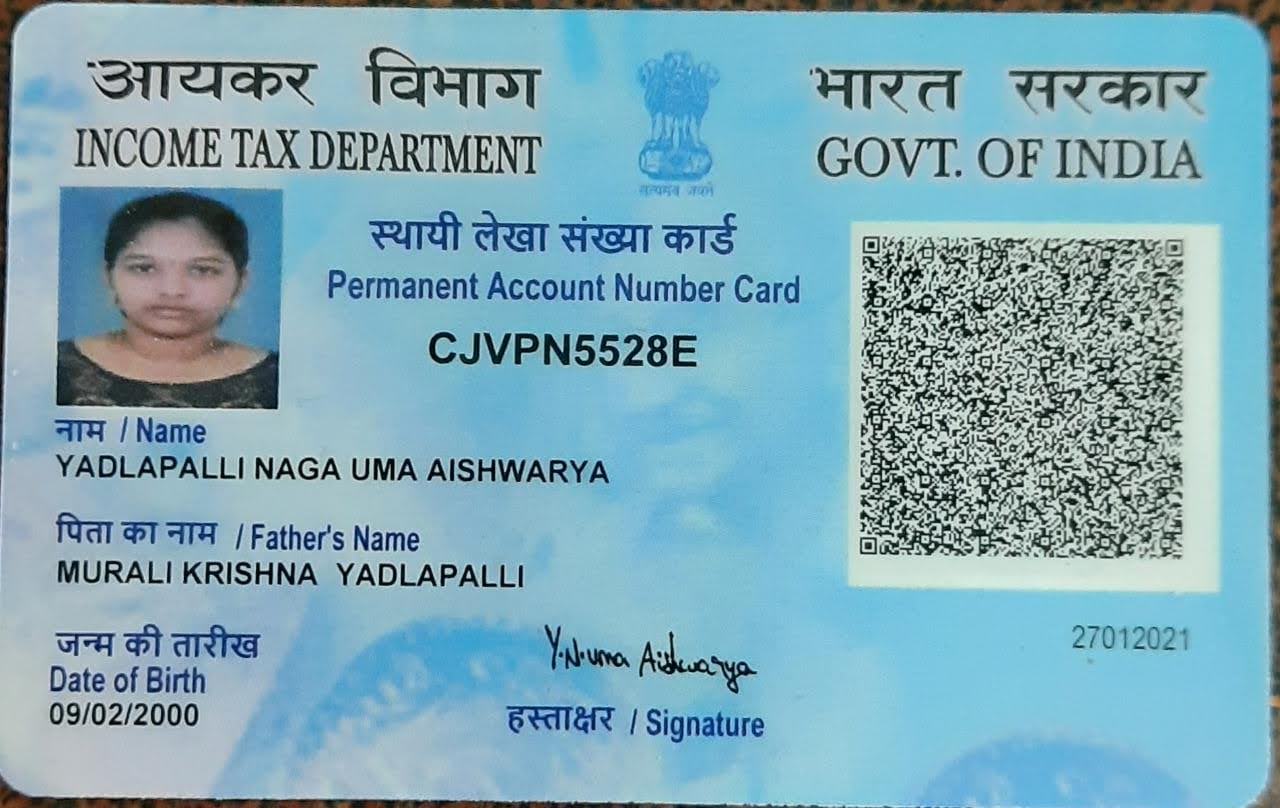 आयकर विभाग
INCOME TAX DEPARTMENT
सत्यमेव जयते
भारत सरकार
GOVT. OF INDIA
स्थायी लेखा संख्या कार्ड
Permanent Account Number Card
CJVPN5528E
नाम / Name
YADLAPALLI NAGA UMA AISHWARYA
पिता का नाम / Father's Name
MURALI KRISHNA YADLAPALLI
जन्म की तारीख
Date of Birth
09/02/2000
Y.N.uma Aishwarya
हस्ताक्षर / Signature
27012021